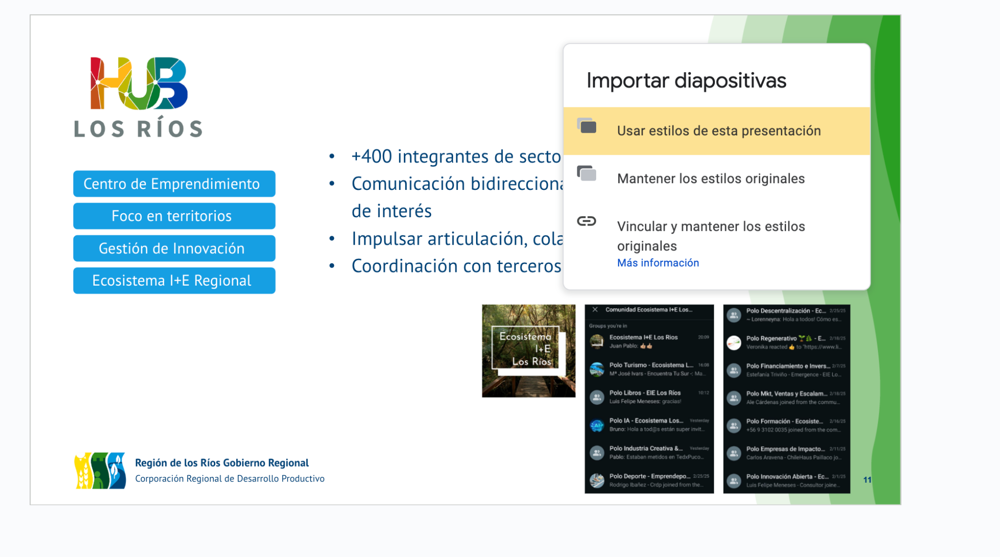 HUB
LOS RÍOS
Centro de Emprendimiento
Foco en territorios
Gestión de Innovación
Ecosistema I+E Regional
• +400 integrantes de secto
• Comunicación bidirecciona
de interés
• Impulsar articulación, cola
• Coordinación con terceros
Importar diapositivas
Usar estilos de esta presentación
Mantener los estilos originales
Vincular y mantener los estilos
originales
Más información
Ecosistema
I+E
Los Ríos
Comunidad Ecosistema I+E Los...
Groups you're in
Ecosistema I+E Los Rios 20:09
Juan Pablo: 👍🏼👍🏼
Polo Turismo - Ecosistema L... 16:08
Mª José Ivars - Encuentra Tu Sur -: Ma...
Polo Libros - EIE Los Ríos 10:12
Luis Felipe Meneses: gracias!
Polo IA - Ecosistema Los... Yesterday
Bruno: Hola a tod@s están super invit...
Polo Industria Creativa &... Yesterday
Pablo: Estaban metidos en TedxPuco...
Polo Deporte - Emprendepo... 2/25/25
Rodrigo Ibañez - Crdp joined from the...
Polo Descentralización - Ec... 2/25/25
~ Lorenneyna: Hola a todos! Cómo es...
Polo Regenerativo 🌱🌲 - E... 2/18/25
Veronika reacted 👍 to "https://www.li...
Polo Financiamiento e Invers... 2/7/25
Estefanía Triviño - Emergence - EIE Lo...
Polo Mkt, Ventas y Escalam... 2/18/25
Ale Cárdenas joined from the commu...
Polo Formación - Ecosiste... 2/16/25
+56 9 3102 0035 joined from the com...
Polo Empresas de Impacto... 2/11/25
Carlos Aravena - ChileHaus Paillaco jo...
Polo Innovación Abierta - Ec... 2/1/25
Luis Felipe Meneses - Consultor joine...
Región de los Ríos Gobierno Regional
Corporación Regional de Desarrollo Productivo
11